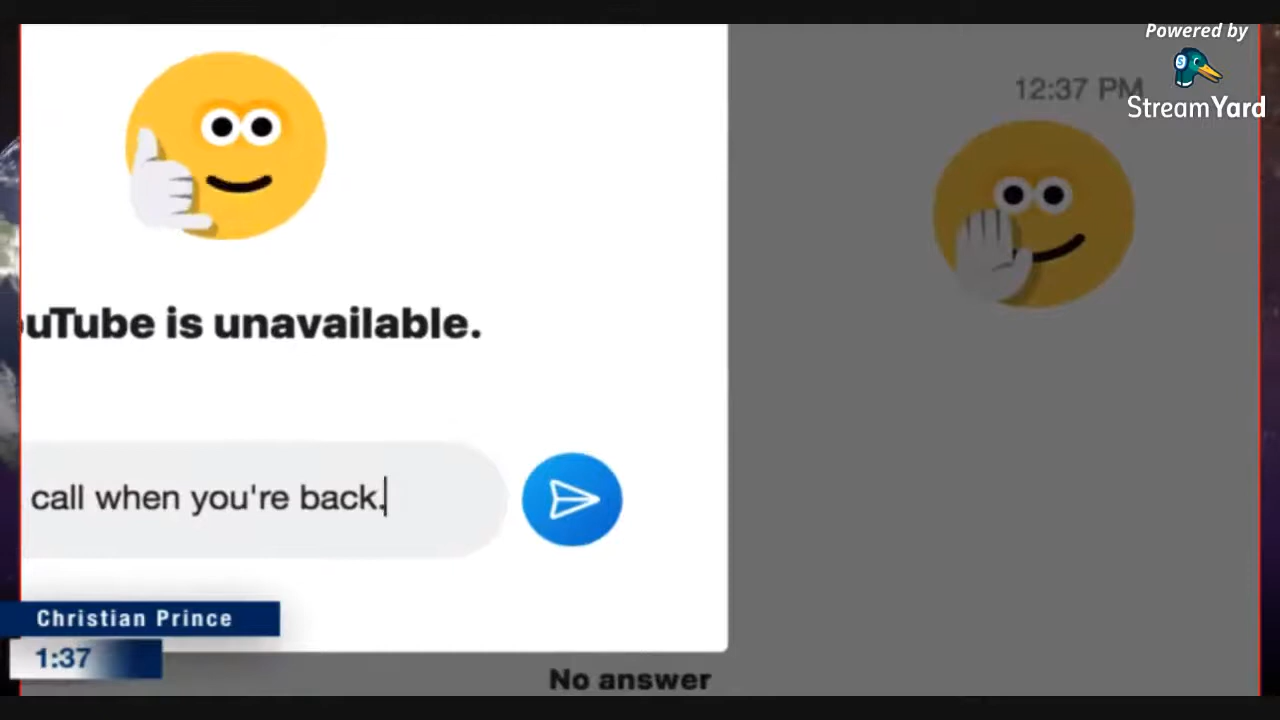 Powered by
12:37 PM
StreamYard
uTube is unavailable.
call when you're back.
Christian Prince
1:37
No answer